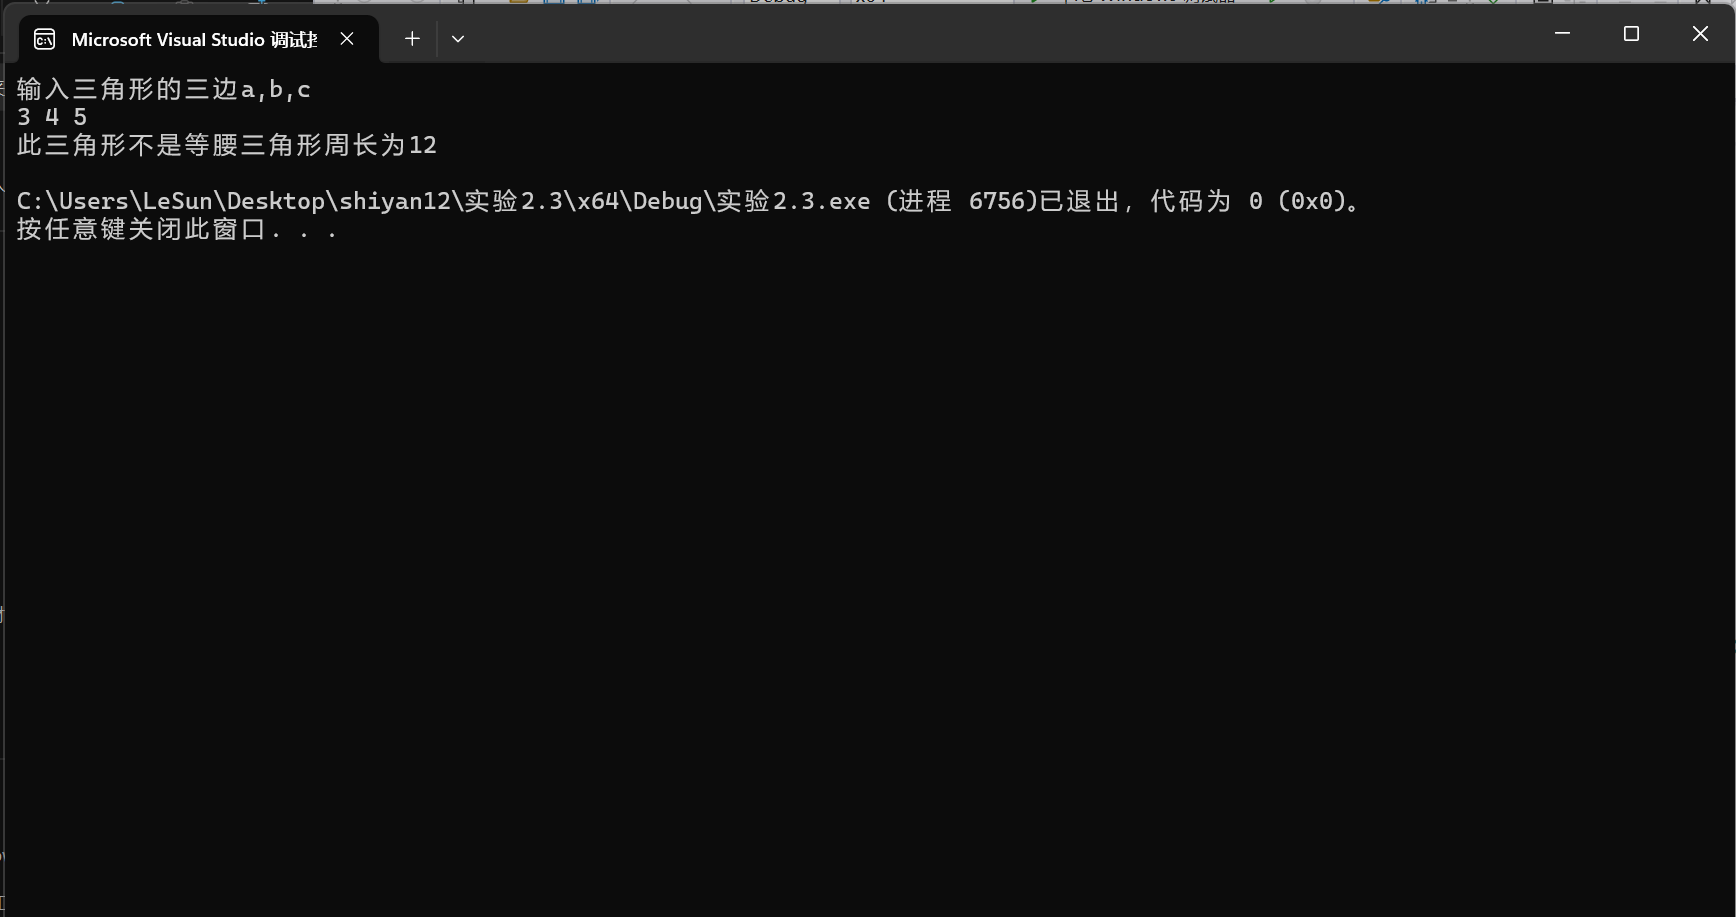 Microsoft Visual Studio 调试
输入三角形的三边a,b,c
3 4 5
此三角形不是等腰三角形周长为12
C:\Users\LeSun\Desktop\shiyan12\实验2.3\x64\Debug\实验2.3.exe (进程 6756)已退出，代码为 0 (0x0)。
按任意键关闭此窗口. . .